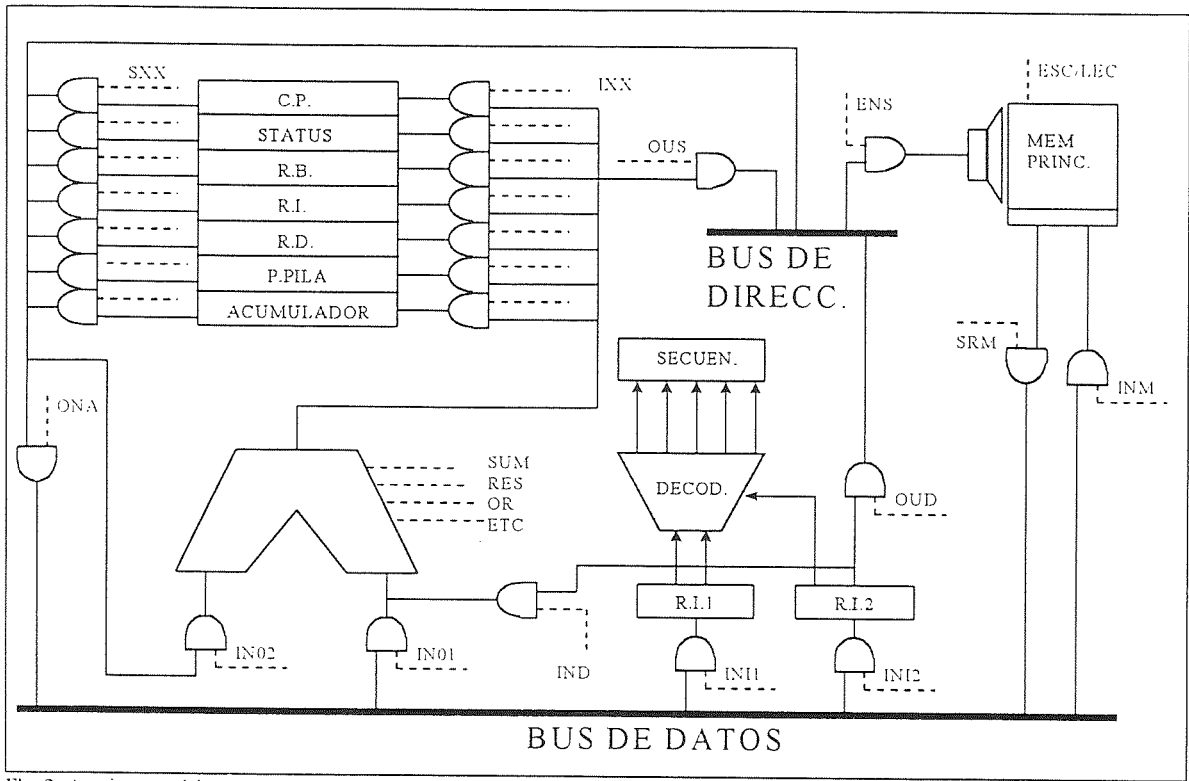 SXX
IXX
C.P.
STATUS
R.B.
R.I.
R.D.
P.PILA
ACUMULADOR
OUS
ENS
ESC/LEC
MEM
PRINC.
BUS DE
DIRECC.
SECUEN.
SRM
INM
ONA
SUM
RES
OR
ETC
DECOD.
OUD
R.I.1
R.I.2
IN02
IN01
IND
INI1
INI2
BUS DE DATOS